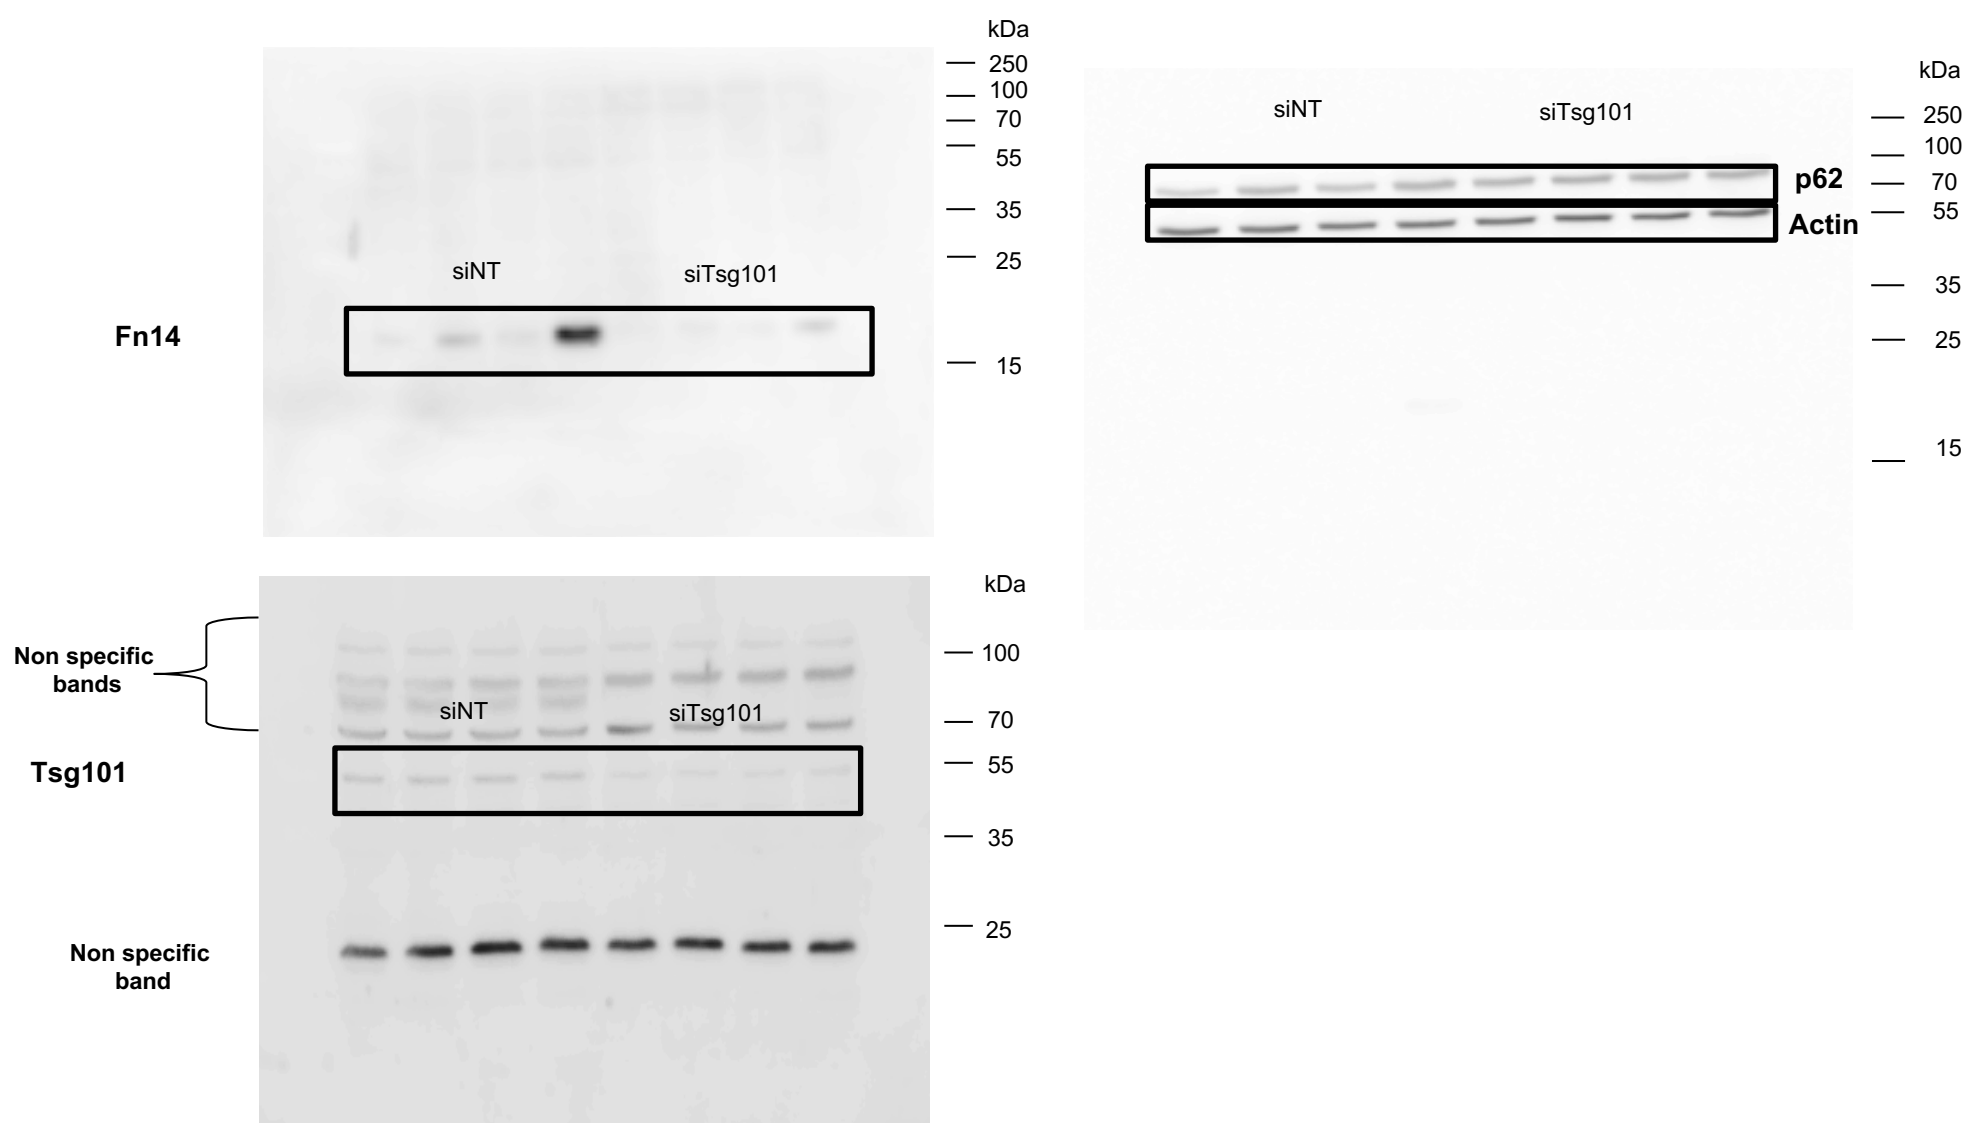 kDa
250
100
70
55
35
25
15
siNT
siTsg101
Fn14
kDa
250
100
70
55
35
25
15
siNT
siTsg101
p62
Actin
kDa
100
70
55
35
25
Non specific
bands
siNT
siTsg101
Tsg101
Non specific
band